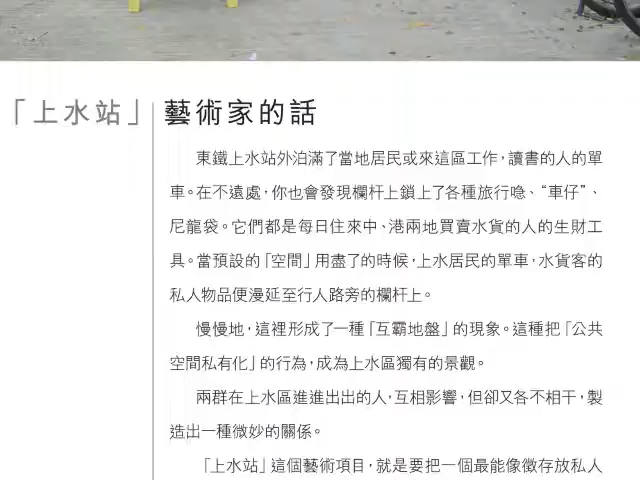 「上水站」 藝術家的話
東鐵上水站外泊滿了當地居民或來這區工作，讀書的人的單
車。在不遠處，你也會發現欄杆上鎖上了各種旅行喼、“車仔”、
尼龍袋。它們都是每日住來中、港兩地買賣水貨的人的生財工
具。當預設的「空間」用盡了的時候，上水居民的單車，水貨客的
私人物品便漫延至行人路旁的欄杆上。
慢慢地，這裡形成了一種「互霸地盤」的現象。這種把「公共
空間私有化」的行為，成為上水區獨有的景觀。
兩群在上水區進進出出的人，互相影響，但卻又各不相干，製
造出一種微妙的關係。
「上水站」這個藝術項目，就是要把一個最能像徵存放私人